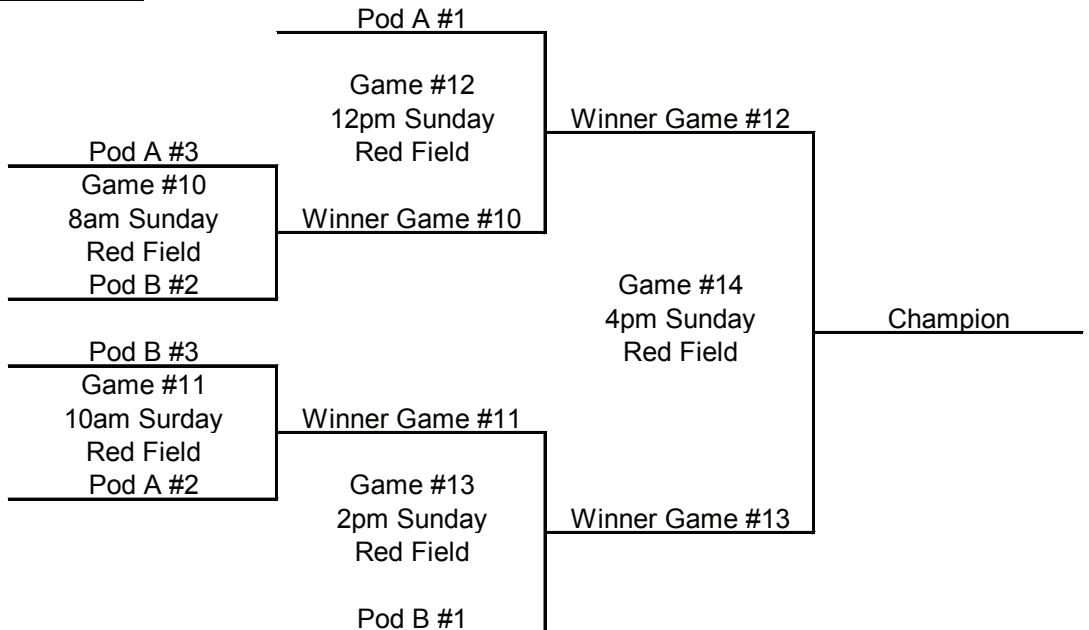 Pod A #1
Game #12
12pm Sunday
Red Field
Winner Game #12
Pod A #3
Game #10
8am Sunday
Red Field
Pod B #2
Winner Game #10
Game #14
4pm Sunday
Red Field
Champion
Pod B #3
Game #11
10am Surday
Red Field
Pod A #2
Winner Game #11
Game #13
2pm Sunday
Red Field
Winner Game #13
Pod B #1